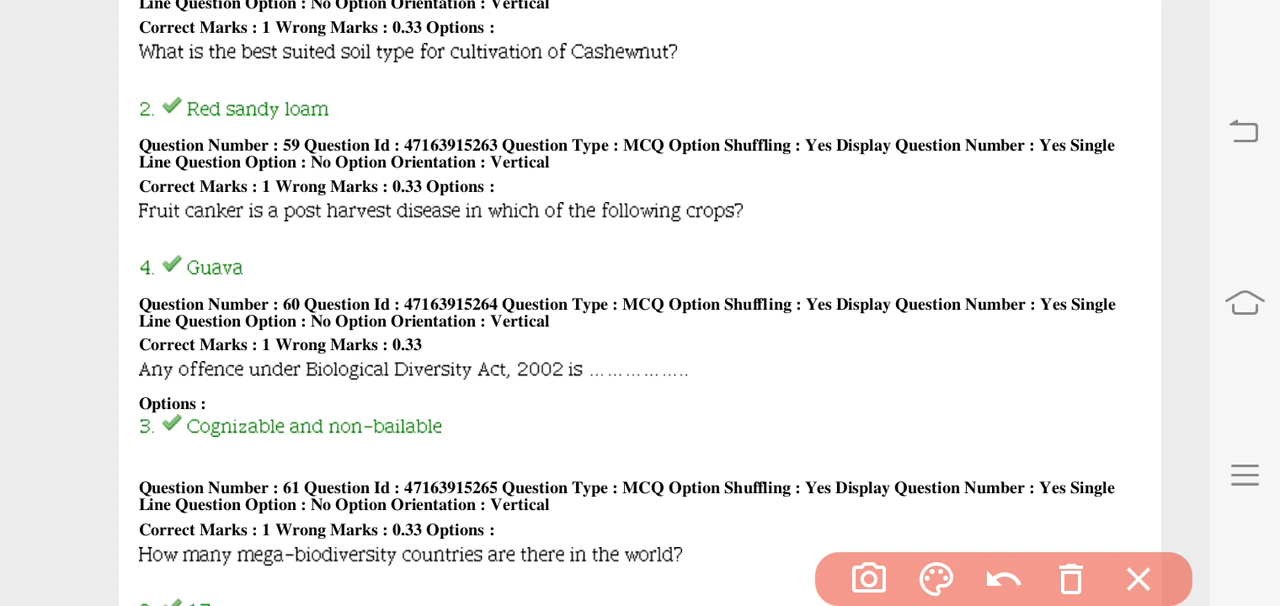 Line Question Option : No Option Orientation : Vertical
Correct Marks : 1 Wrong Marks : 0.33 Options :
What is the best suited soil type for cultivation of Cashewnut?
2. ✔ Red sandy loam
Question Number : 59 Question Id : 47163915263 Question Type : MCQ Option Shuffling : Yes Display Question Number : Yes Single
Line Question Option : No Option Orientation : Vertical
Correct Marks : 1 Wrong Marks : 0.33 Options :
Fruit canker is a post harvest disease in which of the following crops?
4. ✔ Guava
Question Number : 60 Question Id : 47163915264 Question Type : MCQ Option Shuffling : Yes Display Question Number : Yes Single
Line Question Option : No Option Orientation : Vertical
Correct Marks : 1 Wrong Marks : 0.33
Any offence under Biological Diversity Act, 2002 is ……………..
Options :
3. ✔ Cognizable and non-bailable
Question Number : 61 Question Id : 47163915265 Question Type : MCQ Option Shuffling : Yes Display Question Number : Yes Single
Line Question Option : No Option Orientation : Vertical
Correct Marks : 1 Wrong Marks : 0.33 Options :
How many mega-biodiversity countries are there in the world?